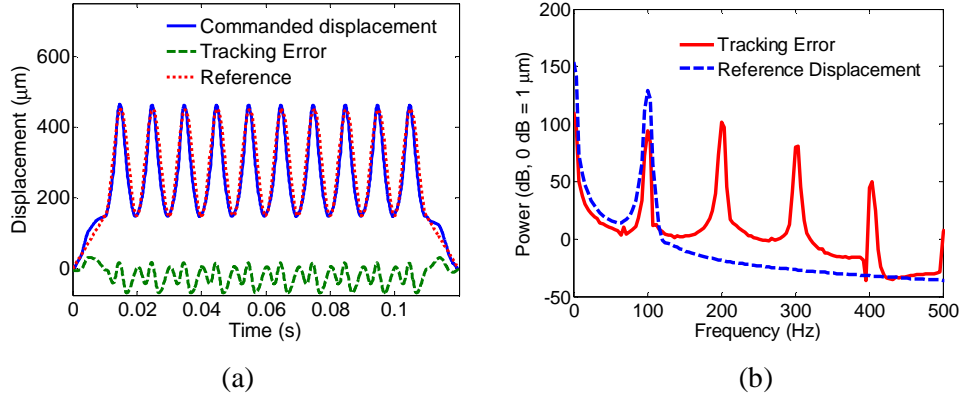 600
400
200
0
Displacement (μm)
Commanded displacement
Tracking Error
Reference
0 0.02 0.04 0.06 0.08 0.1
Time (s)
(a)
200
150
100
50
0
-50
Power (dB, 0 dB = 1 μm)
Tracking Error
Reference Displacement
0 100 200 300 400 500
Frequency (Hz)
(b)